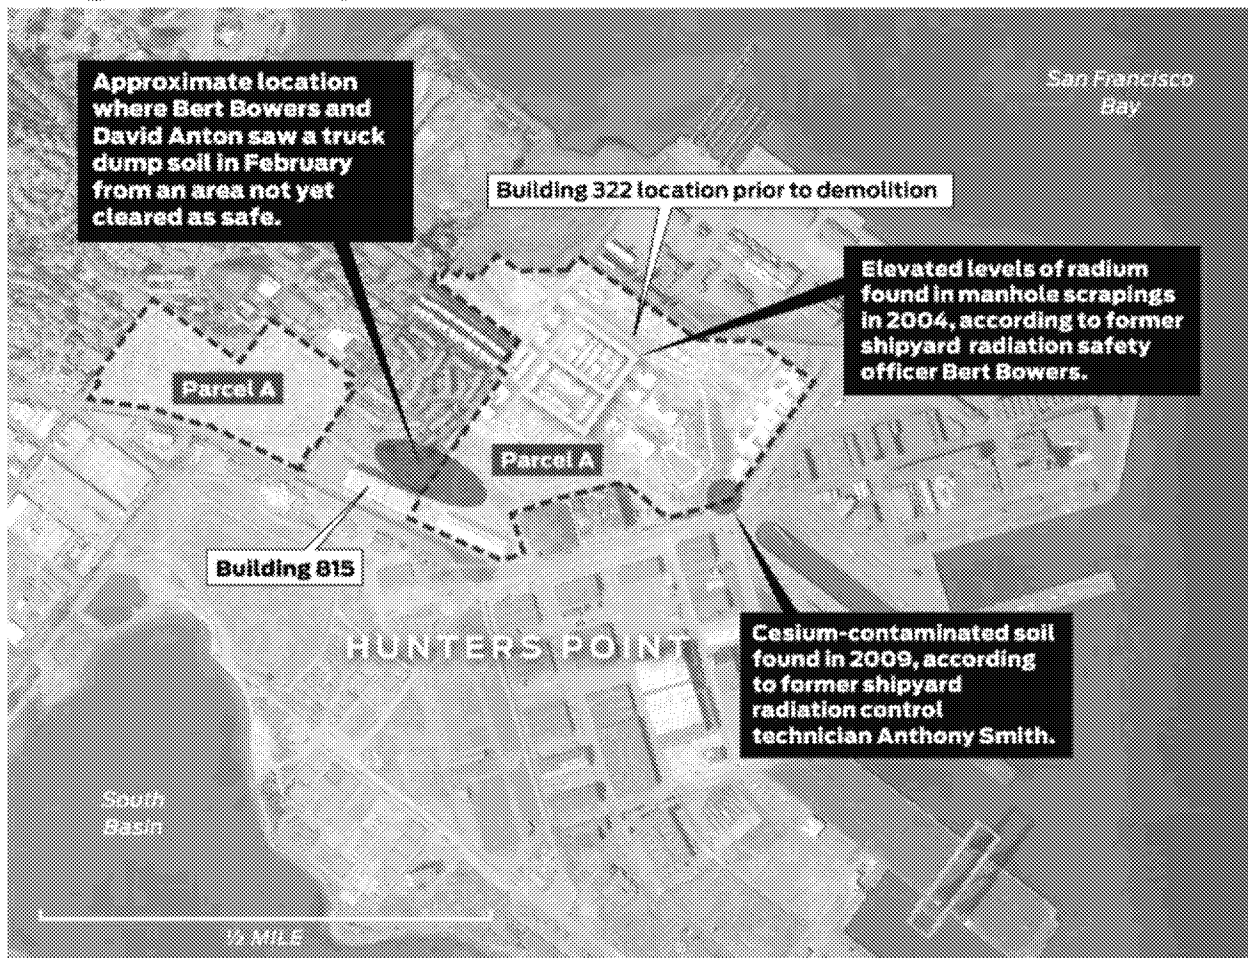 Approximate location
where Bert Bowers and
David Anton saw a truck
dump soil in February
from an area not yet
cleared as safe.
San Francisco
Bay
Building 322 location prior to demolition
Elevated levels of radium
found in manhole scrapings
in 2004, according to former
shipyard radiation safety
officer Bert Bowers.
Parcel A
Parcel A
Building 815
HUNTERS POINT
Cesium-contaminated soil
found in 2009, according
to former shipyard
radiation control
technician Anthony Smith.
South
Basin
½ MILE